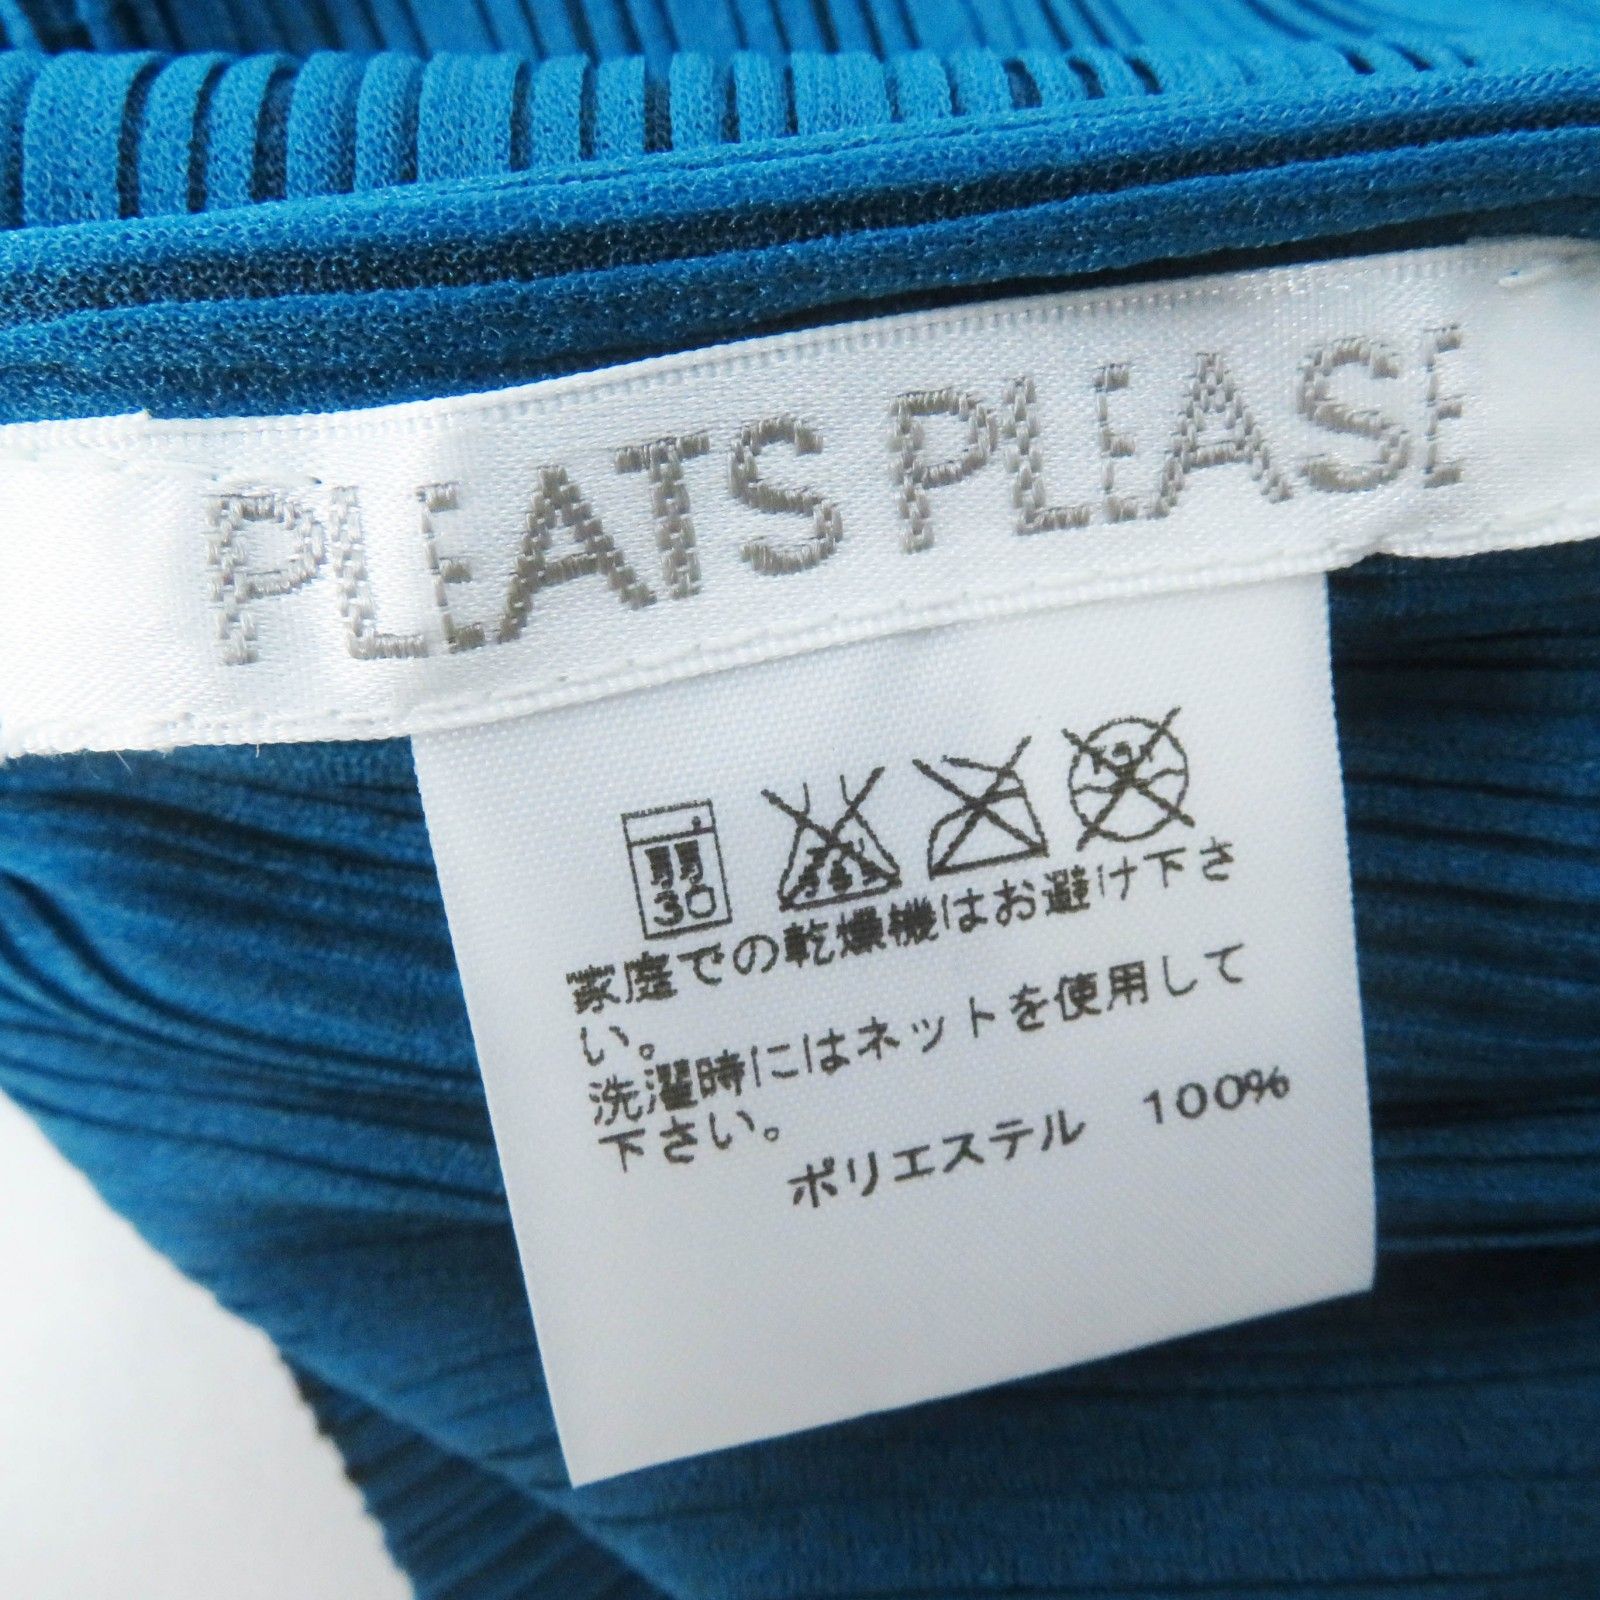 PLEATS PLEASE
弱
30
家庭での乾燥機はお避け下さ
い。
洗濯時にはネットを使用して
下さい。
ポリエステル 100%